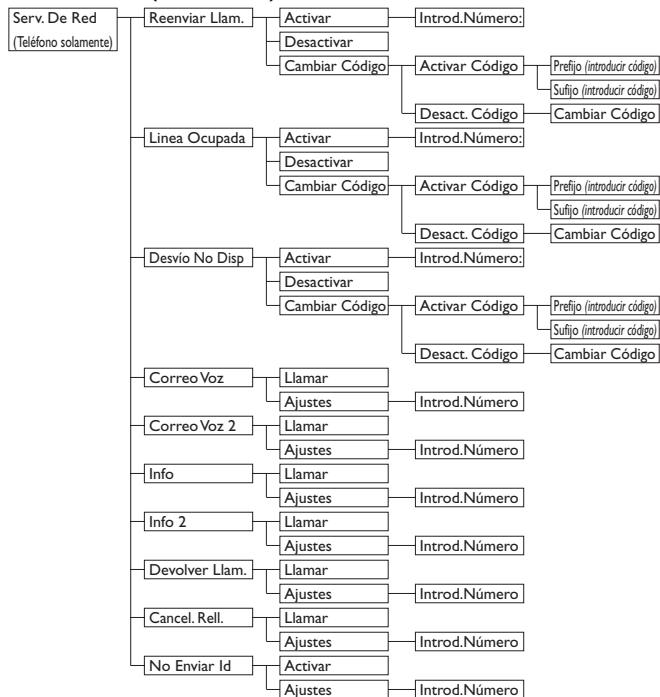 Serv. De Red Reenviar Llam. Activar Introd.Número:
(Teléfono solamente) Desactivar
Cambiar Código Activar Código Prefijo (introducir código)
Sufijo (introducir código)
Desact. Código Cambiar Código
Linea Ocupada Activar Introd.Número:
Desactivar
Cambiar Código Activar Código Prefijo (introducir código)
Sufijo (introducir código)
Desact. Código Cambiar Código
Desvío No Disp Activar Introd.Número:
Desactivar
Cambiar Código Activar Código Prefijo (introducir código)
Sufijo (introducir código)
Desact. Código Cambiar Código
Correo Voz Llamar
Ajustes Introd.Número
Correo Voz 2 Llamar
Ajustes Introd.Número
Info Llamar
Ajustes Introd.Número
Info 2 Llamar
Ajustes Introd.Número
Devolver Llam. Llamar
Ajustes Introd.Número
Cancel. Rell. Llamar
Ajustes Introd.Número
No Enviar Id Activar
Ajustes Introd.Número